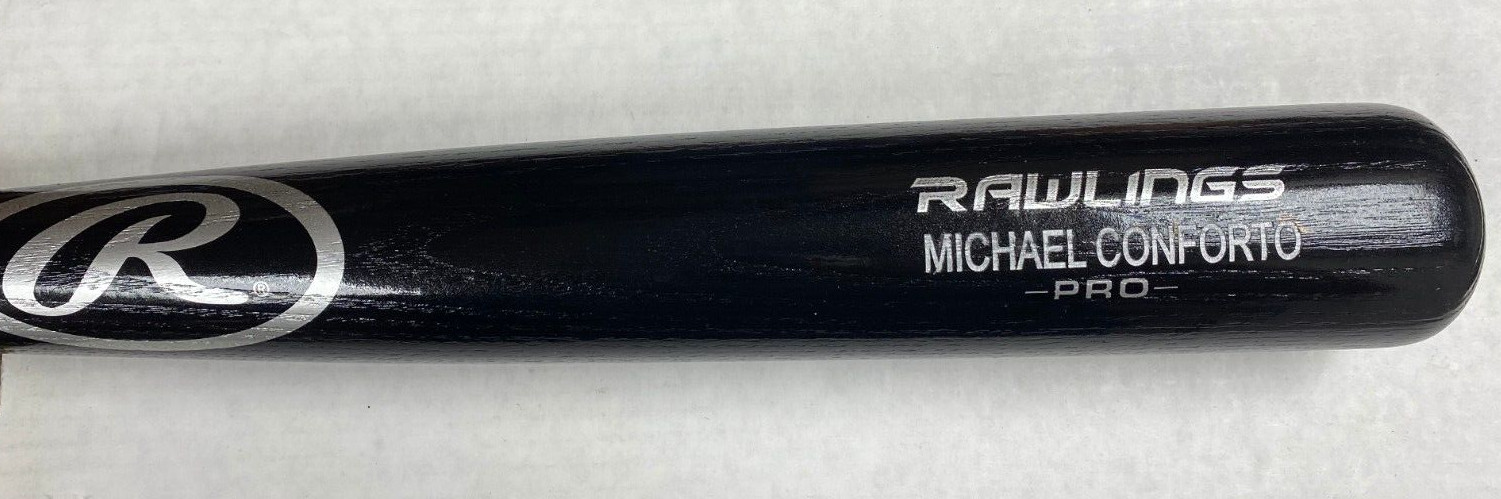 R®
RAWLINGS
MICHAEL CONFORTO
-PRO-